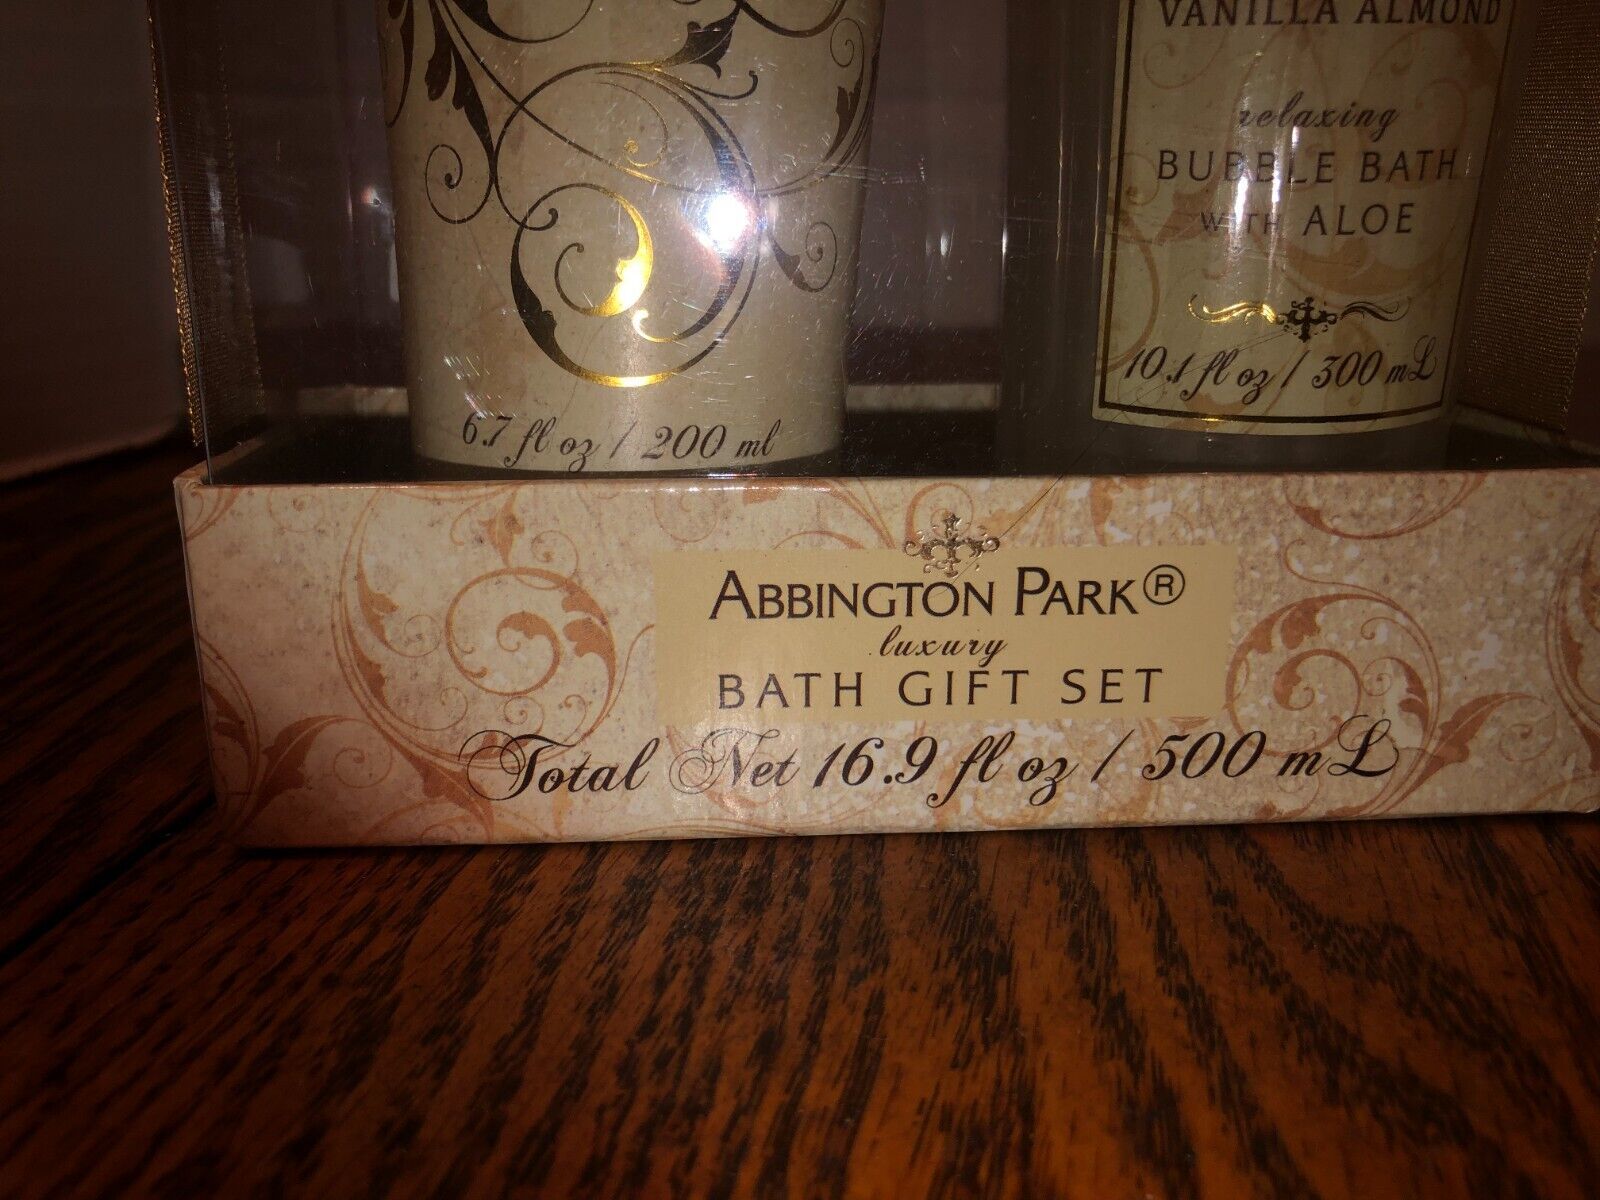 VANILLA ALMOND
relaxing
BUBBLE BATH
WITH ALOE
10.1 fl oz / 300 mL
6.7 fl oz / 200 ml
ABBINGTON PARK®
luxury
BATH GIFT SET
Total Net 16.9 fl oz / 500 mL